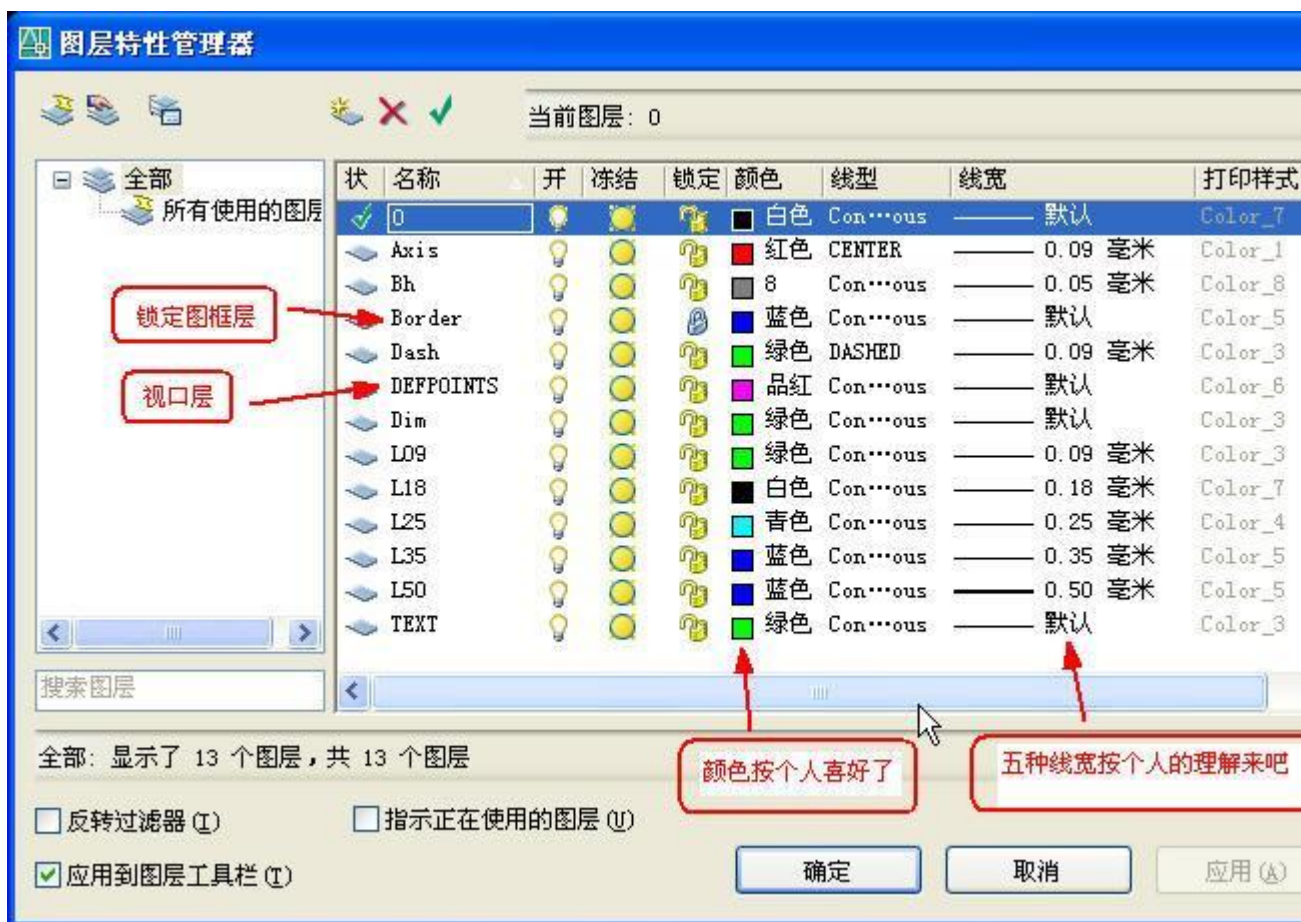 图层特性管理器
当前图层: 0
全部
所有使用的图层
状 名称 开 冻结 锁定 颜色 线型 线宽 打印样式
0 白色 Con···ous 默认 Color_7
Axis 红色 CENTER 0.09 毫米 Color_1
Bh 8 Con···ous 0.05 毫米 Color_8
Border 蓝色 Con···ous 默认 Color_5
Dash 绿色 DASHED 0.09 毫米 Color_3
DEFPOINTS 品红 Con···ous 默认 Color_6
Dim 绿色 Con···ous 默认 Color_3
L09 绿色 Con···ous 0.09 毫米 Color_3
L18 白色 Con···ous 0.18 毫米 Color_7
L25 青色 Con···ous 0.25 毫米 Color_4
L35 蓝色 Con···ous 0.35 毫米 Color_5
L50 蓝色 Con···ous 0.50 毫米 Color_5
TEXT 绿色 Con···ous 默认 Color_3
锁定图框层
视口层
搜索图层
全部: 显示了 13 个图层，共 13 个图层
颜色按个人喜好了
五种线宽按个人的理解来吧
反转过滤器(I)
指示正在使用的图层(U)
应用到图层工具栏(T)
确定
取消
应用(A)